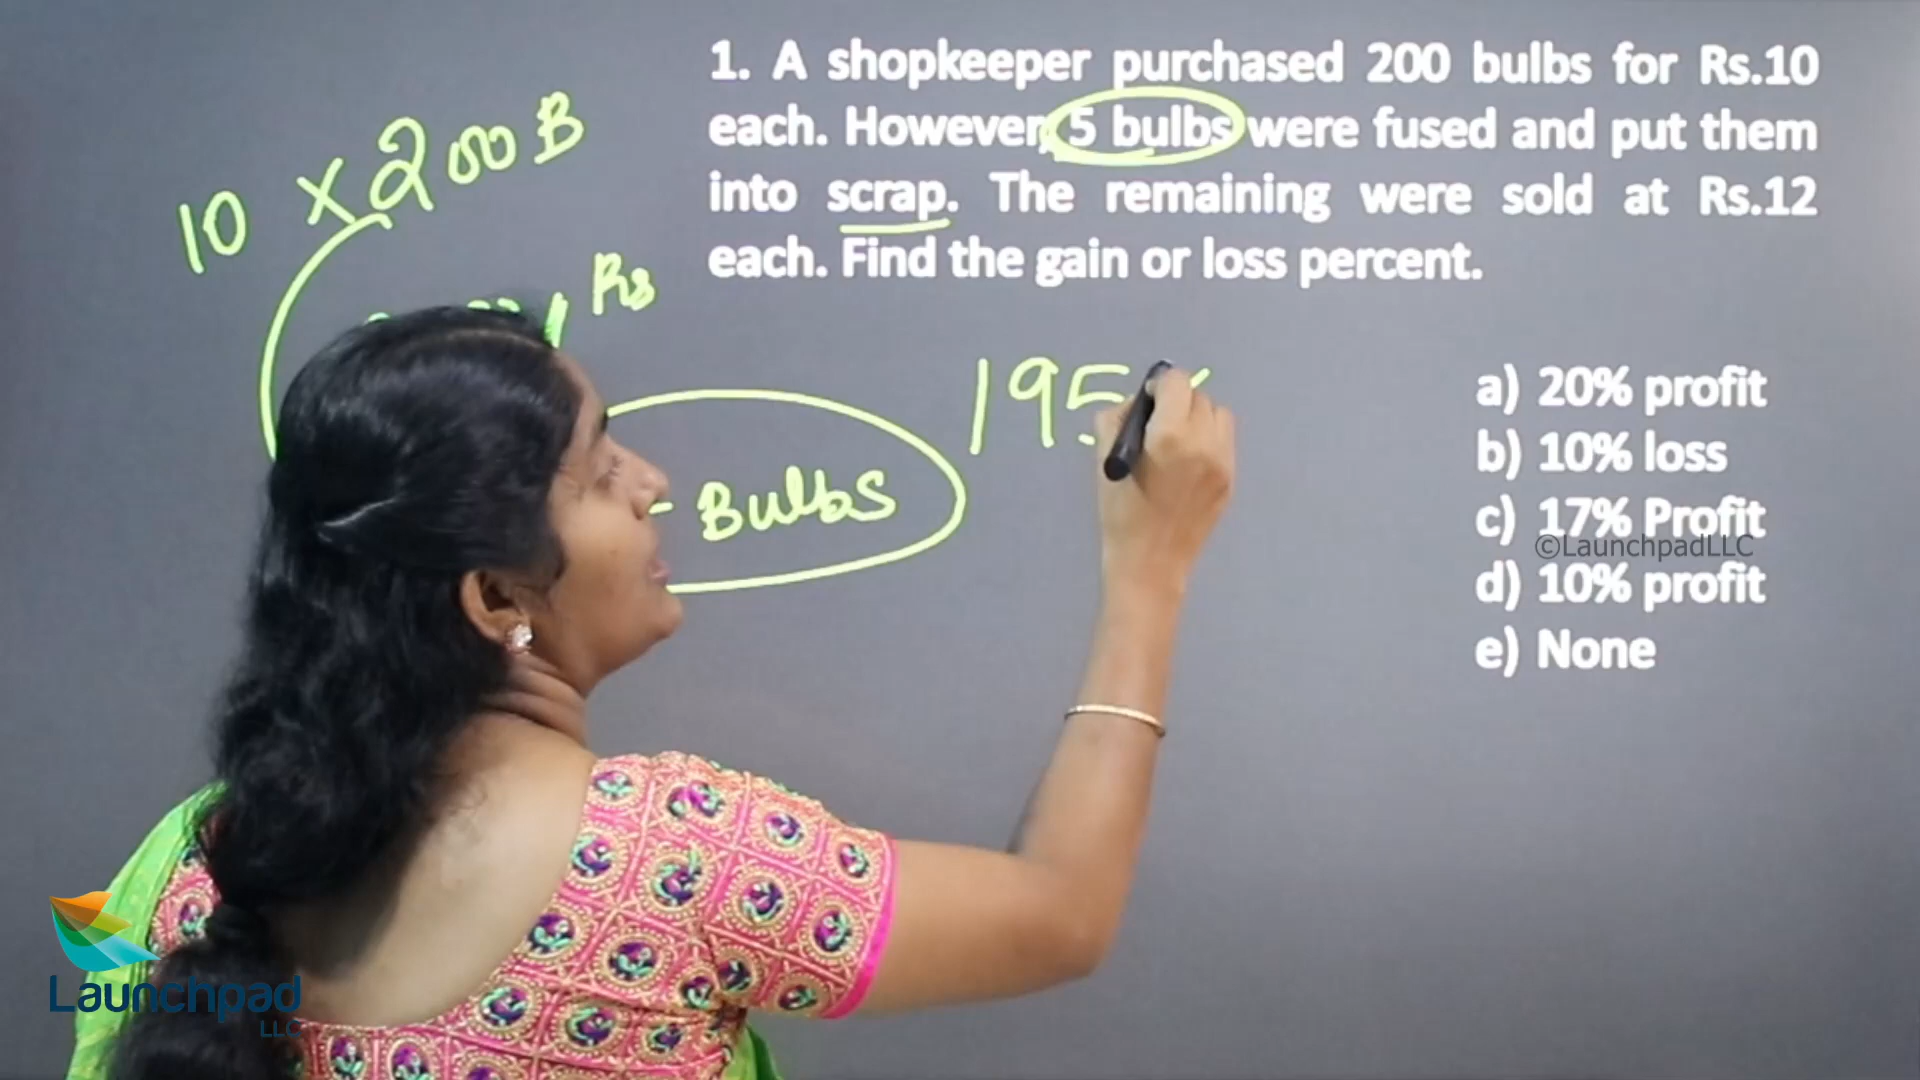 1. A shopkeeper purchased 200 bulbs for Rs.10
each. However, 5 bulbs were fused and put them
into scrap. The remaining were sold at Rs.12
each. Find the gain or loss percent.
10 x 200 B
Rs
- Bulbs
195 x
a) 20% profit
b) 10% loss
c) 17% Profit
©LaunchpadLLC
d) 10% profit
e) None
Launchpad
LLC